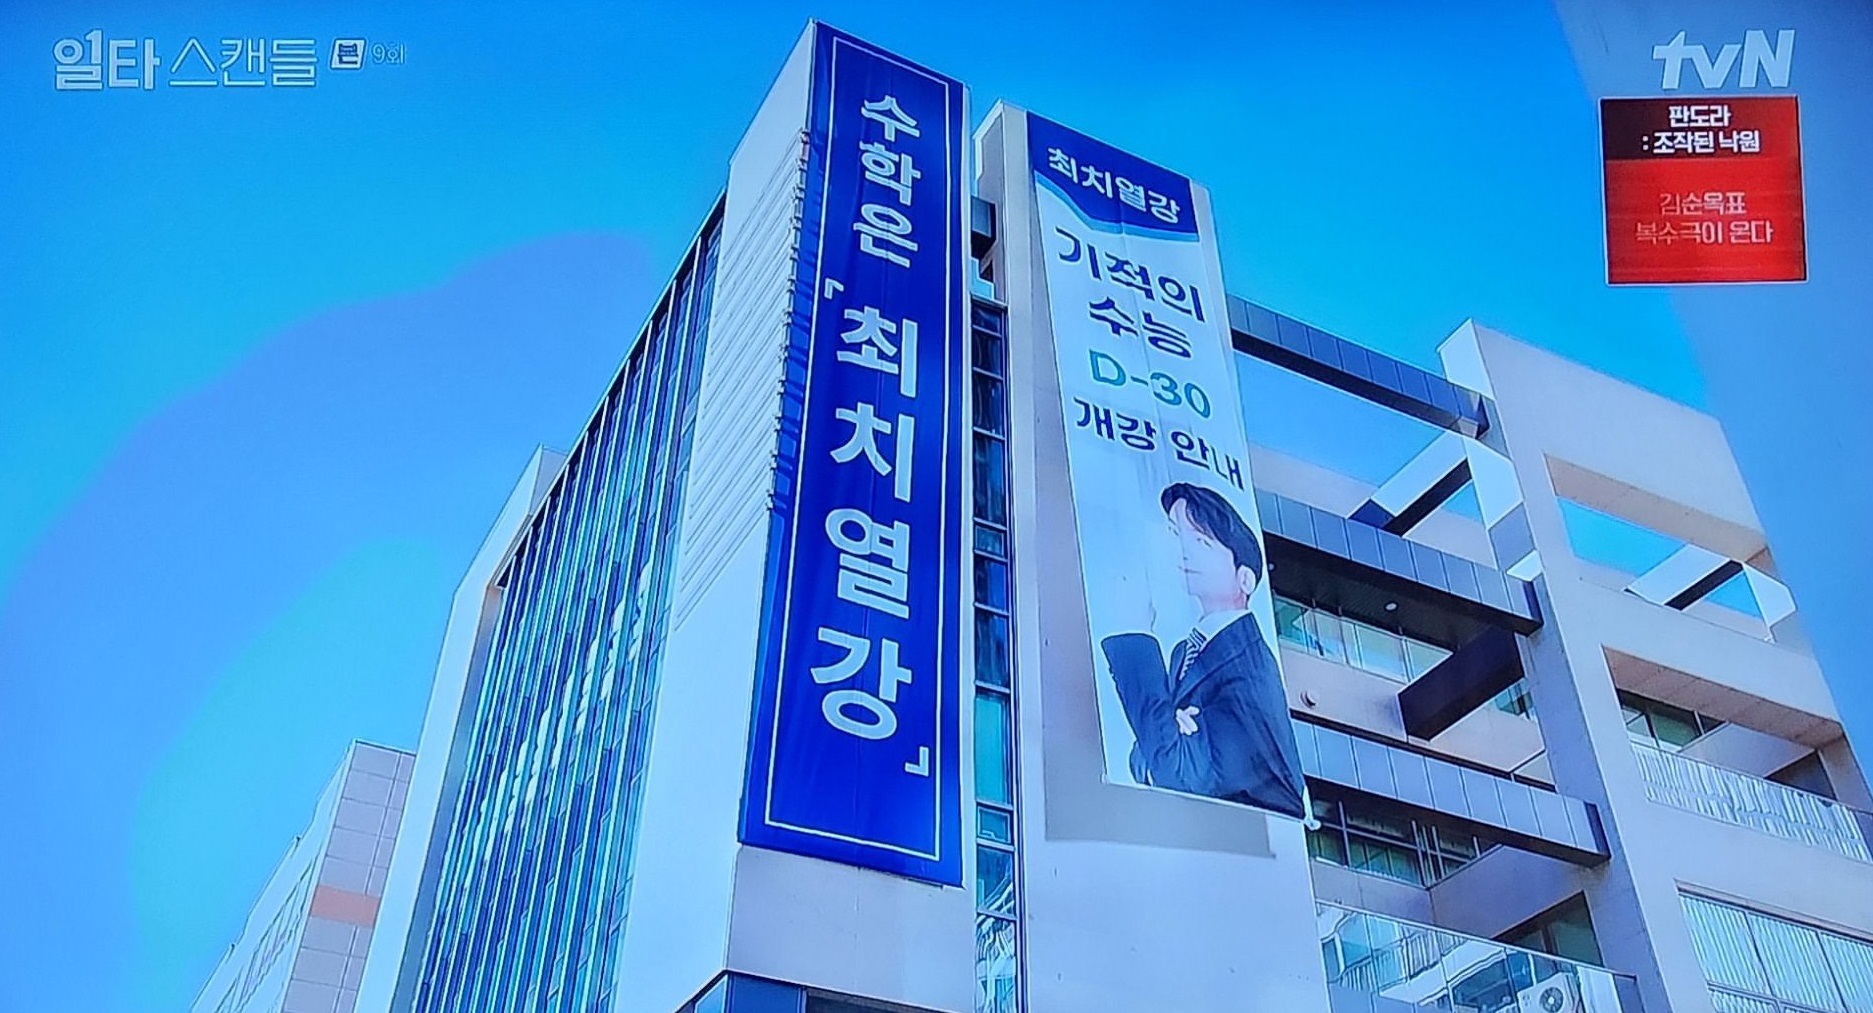 일타 스캔들 본 9회
tvN
판도라
: 조작된 낙원
김순옥표
복수극이 온다
수학은 「최치열강」
최치열강
기적의
수능
D-30
개강 안내